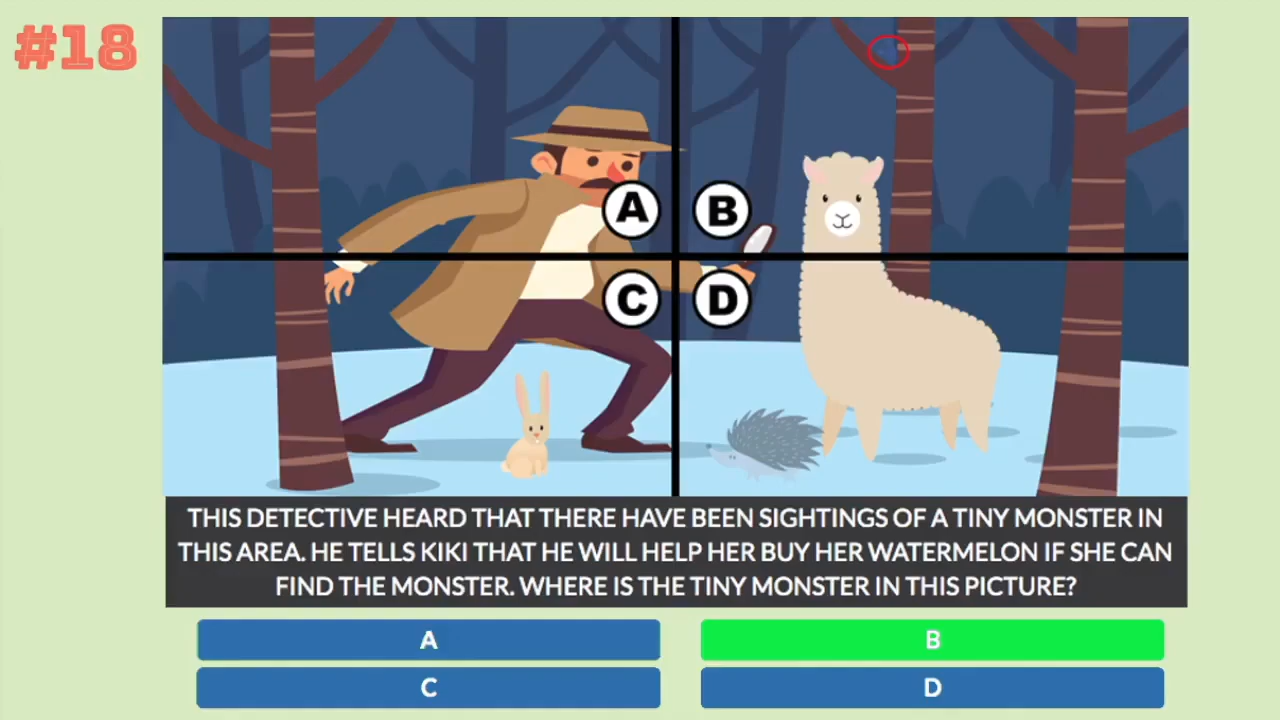 #18
A
B
C
D
THIS DETECTIVE HEARD THAT THERE HAVE BEEN SIGHTINGS OF A TINY MONSTER IN
THIS AREA. HE TELLS KIKI THAT HE WILL HELP HER BUY HER WATERMELON IF SHE CAN
FIND THE MONSTER. WHERE IS THE TINY MONSTER IN THIS PICTURE?
A
B
C
D